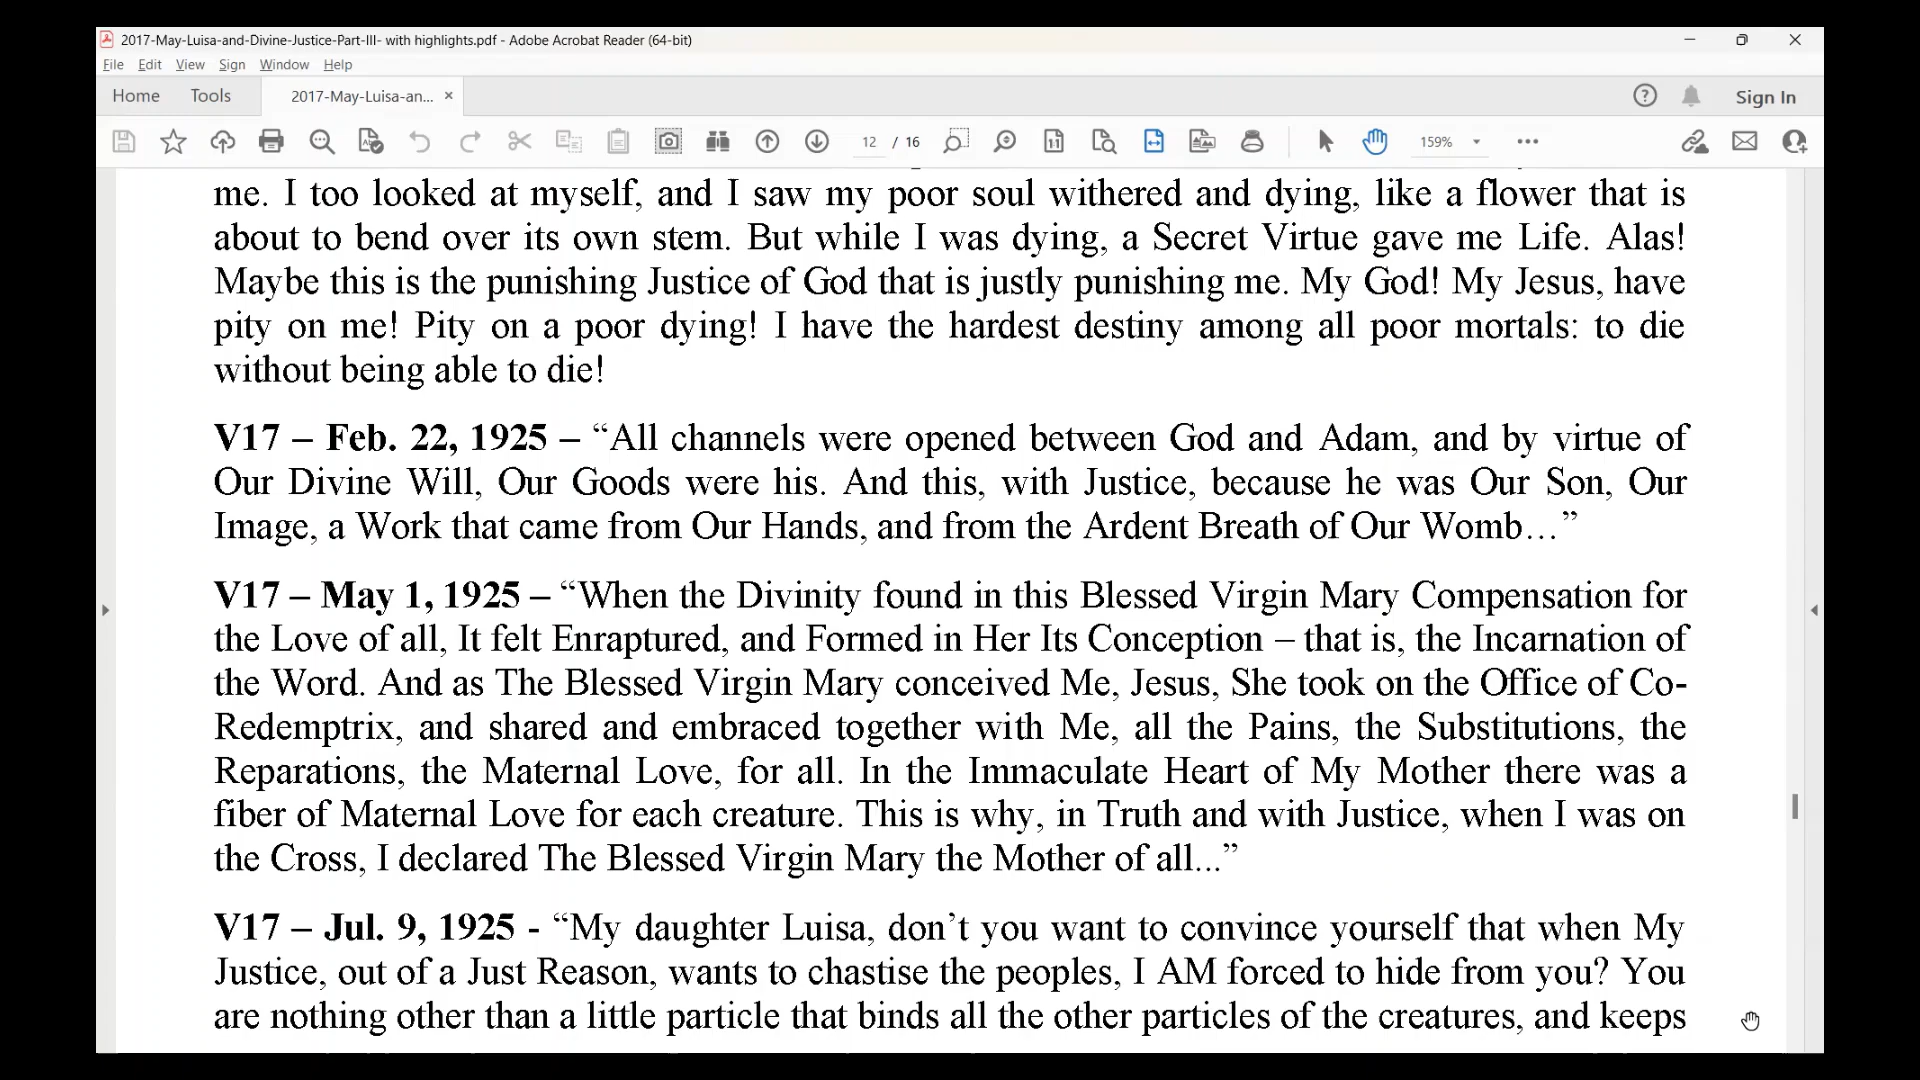 2017-May-Luisa-and-Divine-Justice-Part-III- with highlights.pdf - Adobe Acrobat Reader (64-bit)
File Edit View Sign Window Help
Home Tools 2017-May-Luisa-an... × Sign In
12 / 16 159%
me. I too looked at myself, and I saw my poor soul withered and dying, like a flower that is
about to bend over its own stem. But while I was dying, a Secret Virtue gave me Life. Alas!
Maybe this is the punishing Justice of God that is justly punishing me. My God! My Jesus, have
pity on me! Pity on a poor dying! I have the hardest destiny among all poor mortals: to die
without being able to die!
V17 – Feb. 22, 1925 – “All channels were opened between God and Adam, and by virtue of
Our Divine Will, Our Goods were his. And this, with Justice, because he was Our Son, Our
Image, a Work that came from Our Hands, and from the Ardent Breath of Our Womb…”
V17 – May 1, 1925 – “When the Divinity found in this Blessed Virgin Mary Compensation for
the Love of all, It felt Enraptured, and Formed in Her Its Conception – that is, the Incarnation of
the Word. And as The Blessed Virgin Mary conceived Me, Jesus, She took on the Office of Co-
Redemptrix, and shared and embraced together with Me, all the Pains, the Substitutions, the
Reparations, the Maternal Love, for all. In the Immaculate Heart of My Mother there was a
fiber of Maternal Love for each creature. This is why, in Truth and with Justice, when I was on
the Cross, I declared The Blessed Virgin Mary the Mother of all...”
V17 – Jul. 9, 1925 - “My daughter Luisa, don’t you want to convince yourself that when My
Justice, out of a Just Reason, wants to chastise the peoples, I AM forced to hide from you? You
are nothing other than a little particle that binds all the other particles of the creatures, and keeps